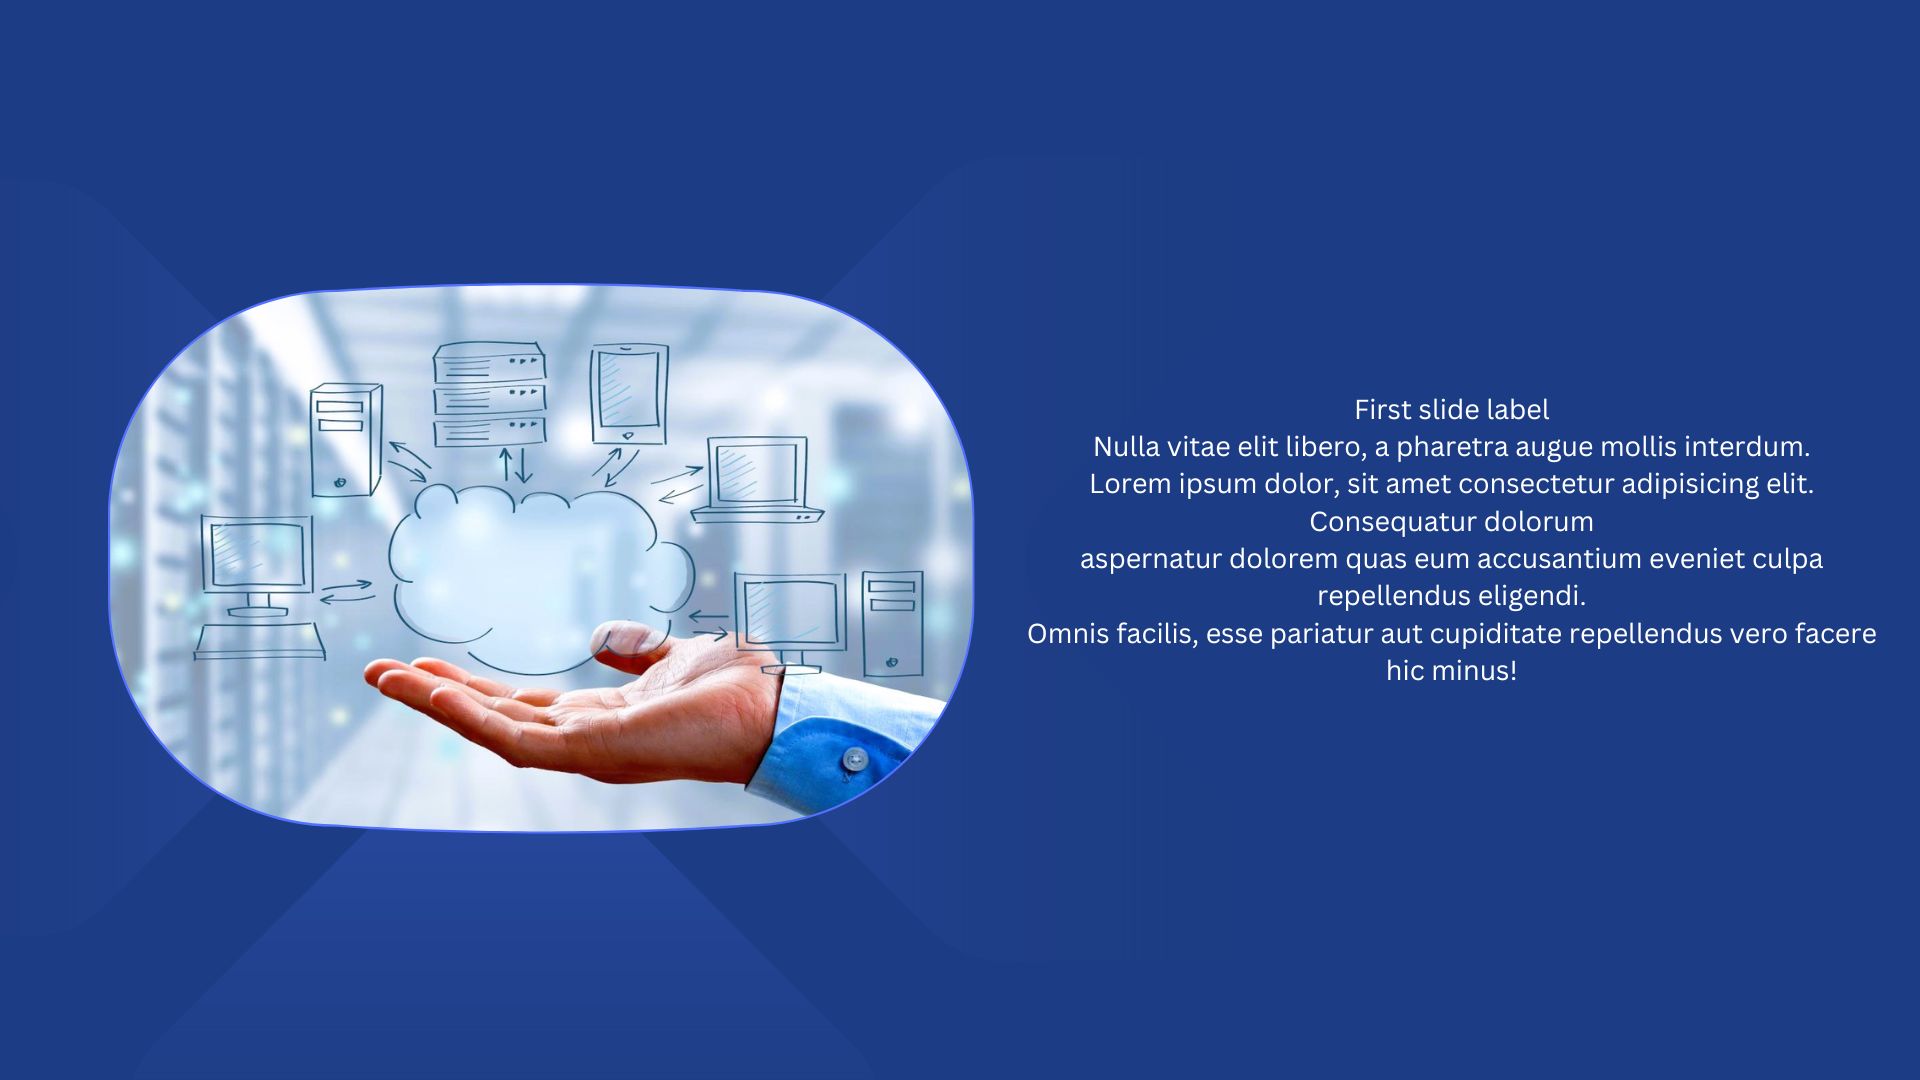 First slide label
Nulla vitae elit libero, a pharetra augue mollis interdum.
Lorem ipsum dolor, sit amet consectetur adipisicing elit.
Consequatur dolorum
aspernatur dolorem quas eum accusantium eveniet culpa
repellendus eligendi.
Omnis facilis, esse pariatur aut cupiditate repellendus vero facere
hic minus!